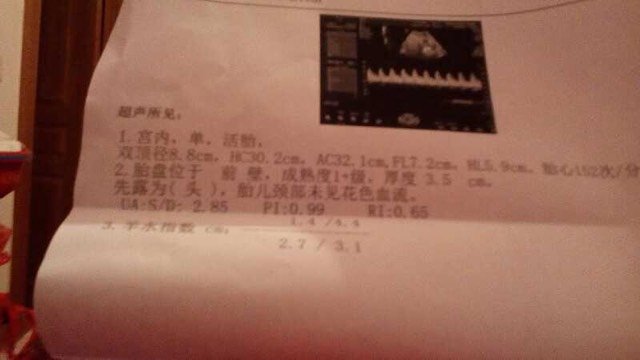 超声所见:
1.宫内,单,活胎,
双顶径8.8cm, HC30.2cm, AC32.1cm,FL7.2cm, HL5.9cm, 胎心152次/分
2.胎盘位于 前 壁,成熟度1+级,厚度 3.5 cm。
先露为( 头 ),胎儿颈部未见花色血流。
UA:S/D: 2.85 PI:0.99 RI:0.65
3.羊水指数 cm: 1.4 /4.4
2.7 / 3.1